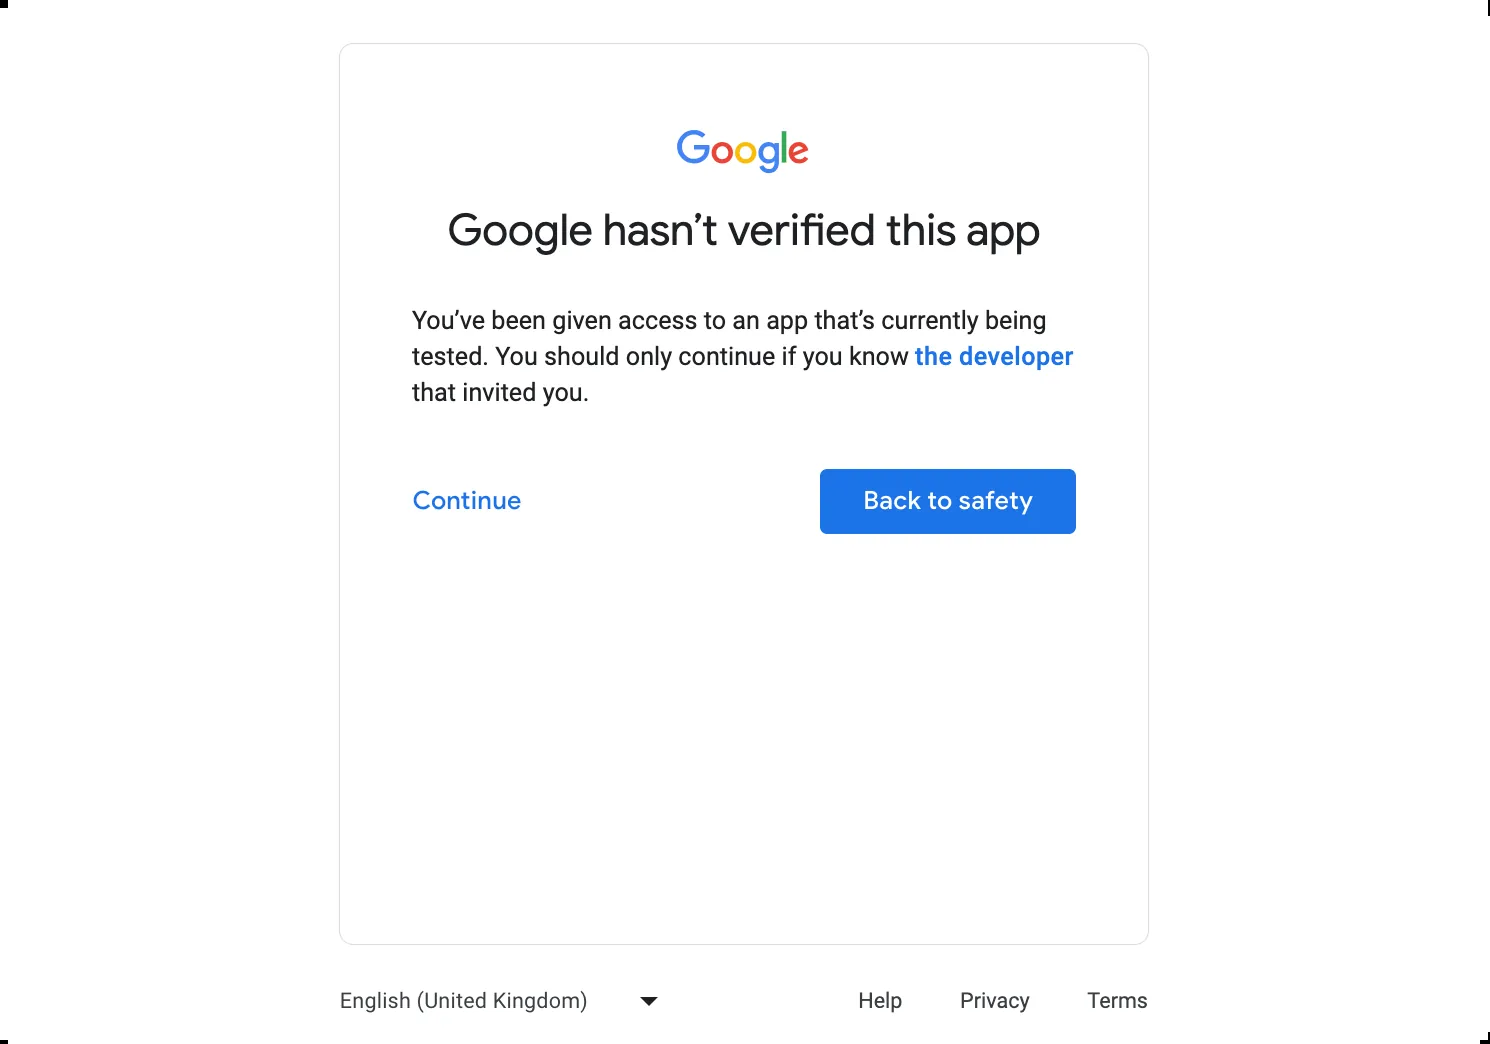 Google
Google hasn’t verified this app
You’ve been given access to an app that’s currently being
tested. You should only continue if you know the developer
that invited you.
Continue
Back to safety
English (United Kingdom)
Help
Privacy
Terms